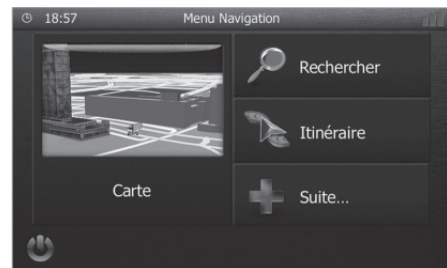 18:57 Menu Navigation
Rechercher
Itinéraire
Carte
Suite...